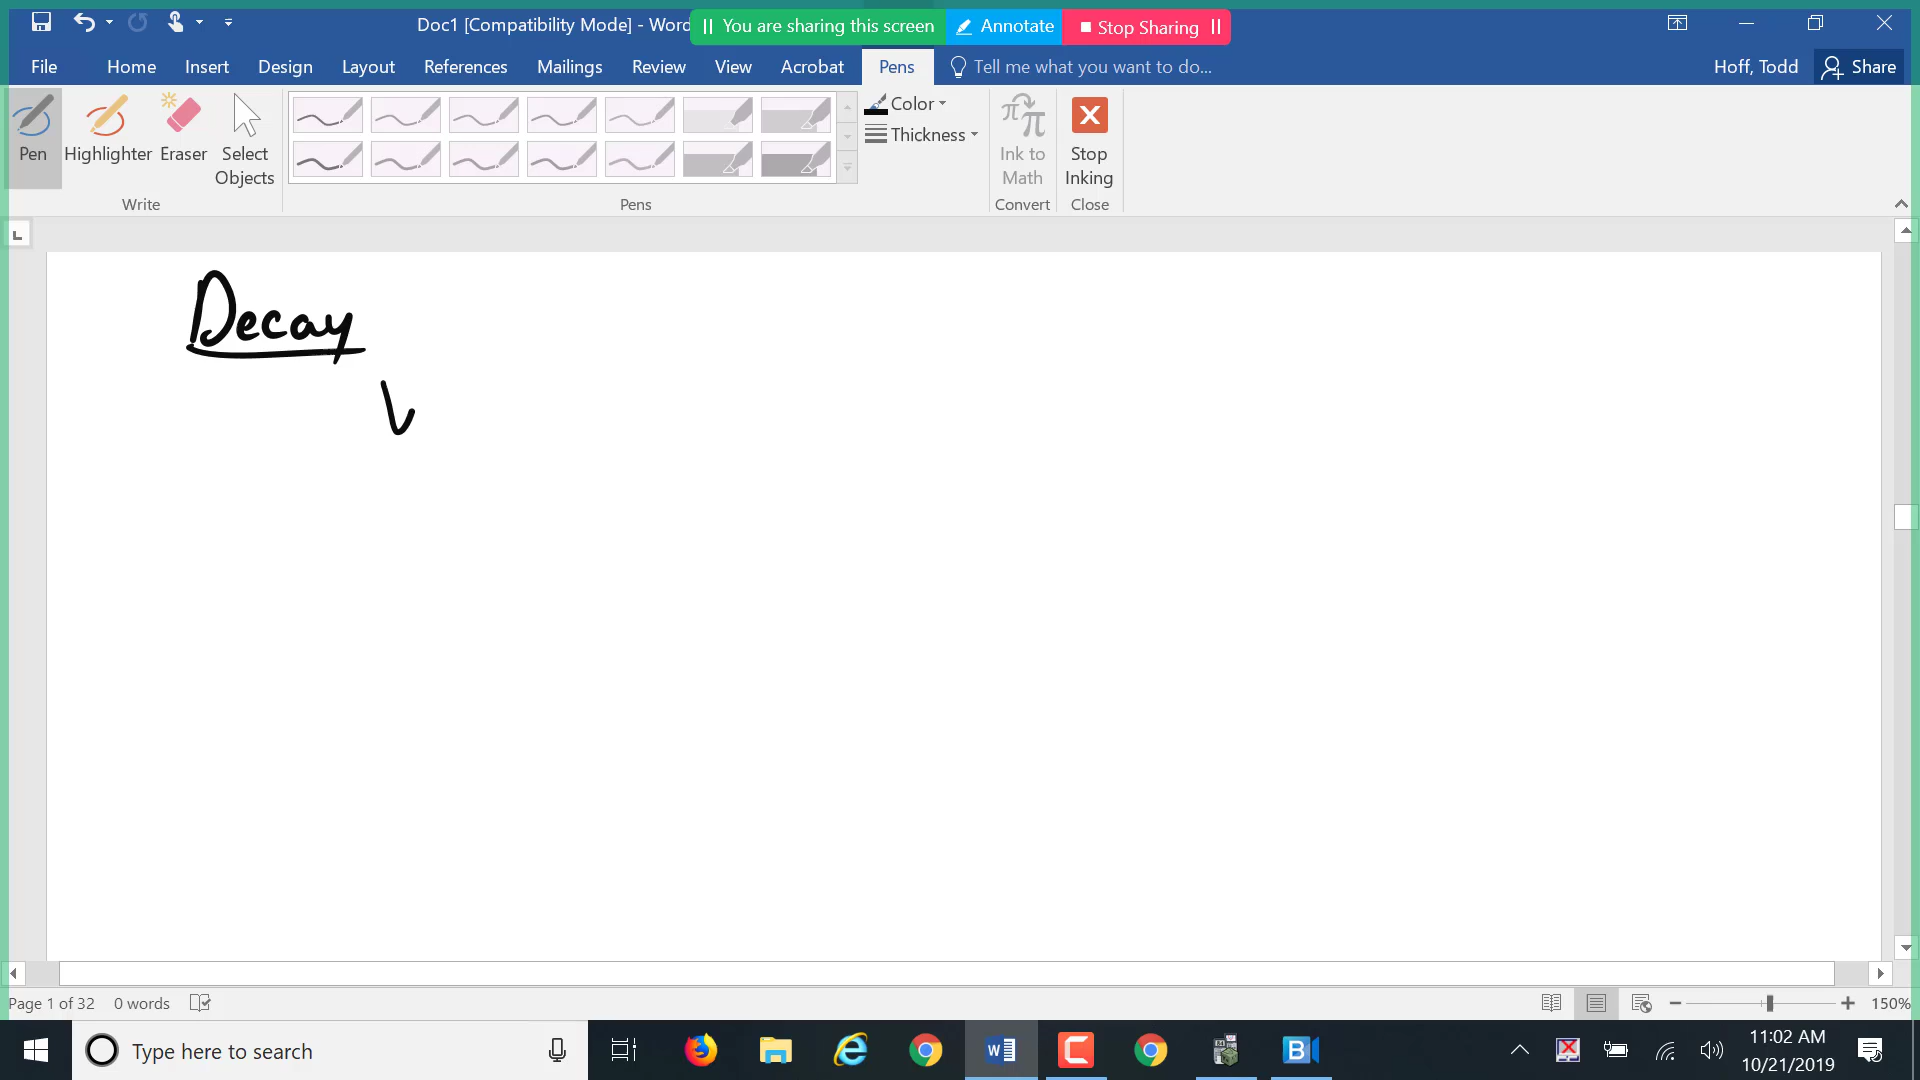 Doc1 [Compatibility Mode] - Word
You are sharing this screen
Annotate
Stop Sharing
File Home Insert Design Layout References Mailings Review View Acrobat Pens Tell me what you want to do... Hoff, Todd Share
Pen
Highlighter
Eraser
Select Objects
Color
Thickness
Ink to Math
Stop Inking
Write Pens Convert Close
Decay
Page 1 of 32 0 words 150%
Type here to search
11:02 AM
10/21/2019